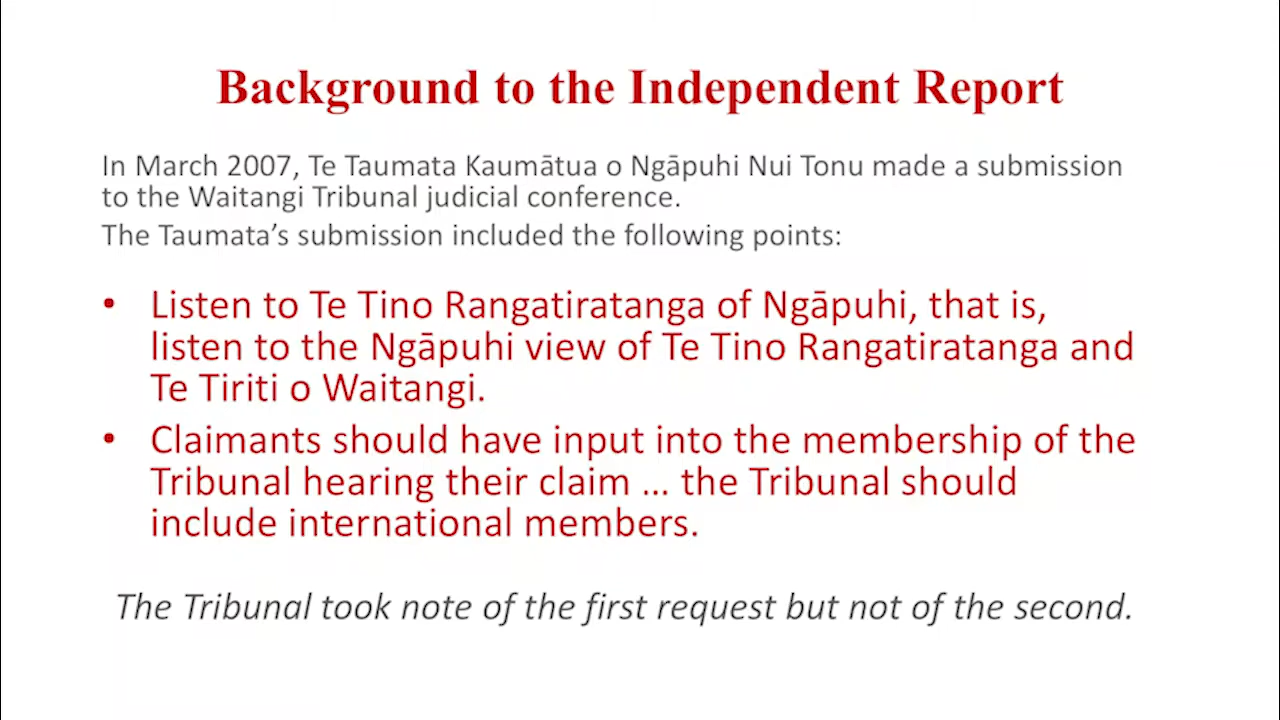 Background to the Independent Report
In March 2007, Te Taumata Kaumātua o Ngāpuhi Nui Tonu made a submission
to the Waitangi Tribunal judicial conference.
The Taumata’s submission included the following points:
• Listen to Te Tino Rangatiratanga of Ngāpuhi, that is,
listen to the Ngāpuhi view of Te Tino Rangatiratanga and
Te Tiriti o Waitangi.
• Claimants should have input into the membership of the
Tribunal hearing their claim … the Tribunal should
include international members.
The Tribunal took note of the first request but not of the second.